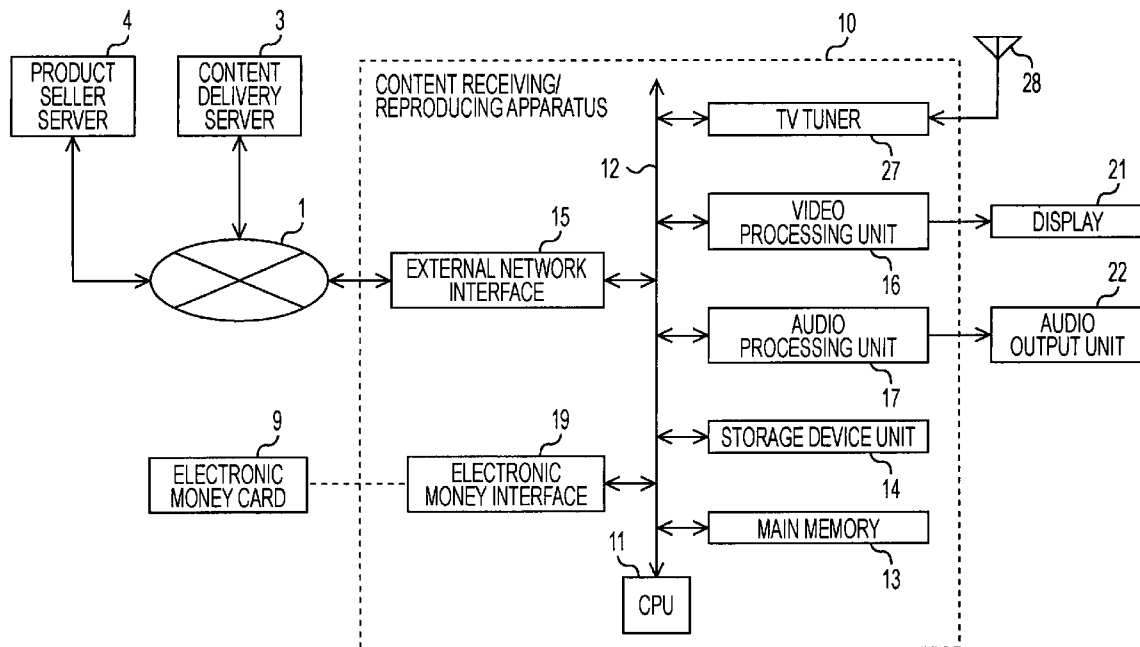 4
PRODUCT
SELLER
SERVER
3
CONTENT
DELIVERY
SERVER
10
CONTENT RECEIVING/
REPRODUCING APPARATUS
28
TV TUNER
27
12
1
15
EXTERNAL NETWORK
INTERFACE
VIDEO
PROCESSING UNIT
16
21
DISPLAY
AUDIO
PROCESSING UNIT
17
22
AUDIO
OUTPUT UNIT
9
ELECTRONIC
MONEY CARD
19
ELECTRONIC
MONEY INTERFACE
STORAGE DEVICE UNIT
14
MAIN MEMORY
13
11
CPU